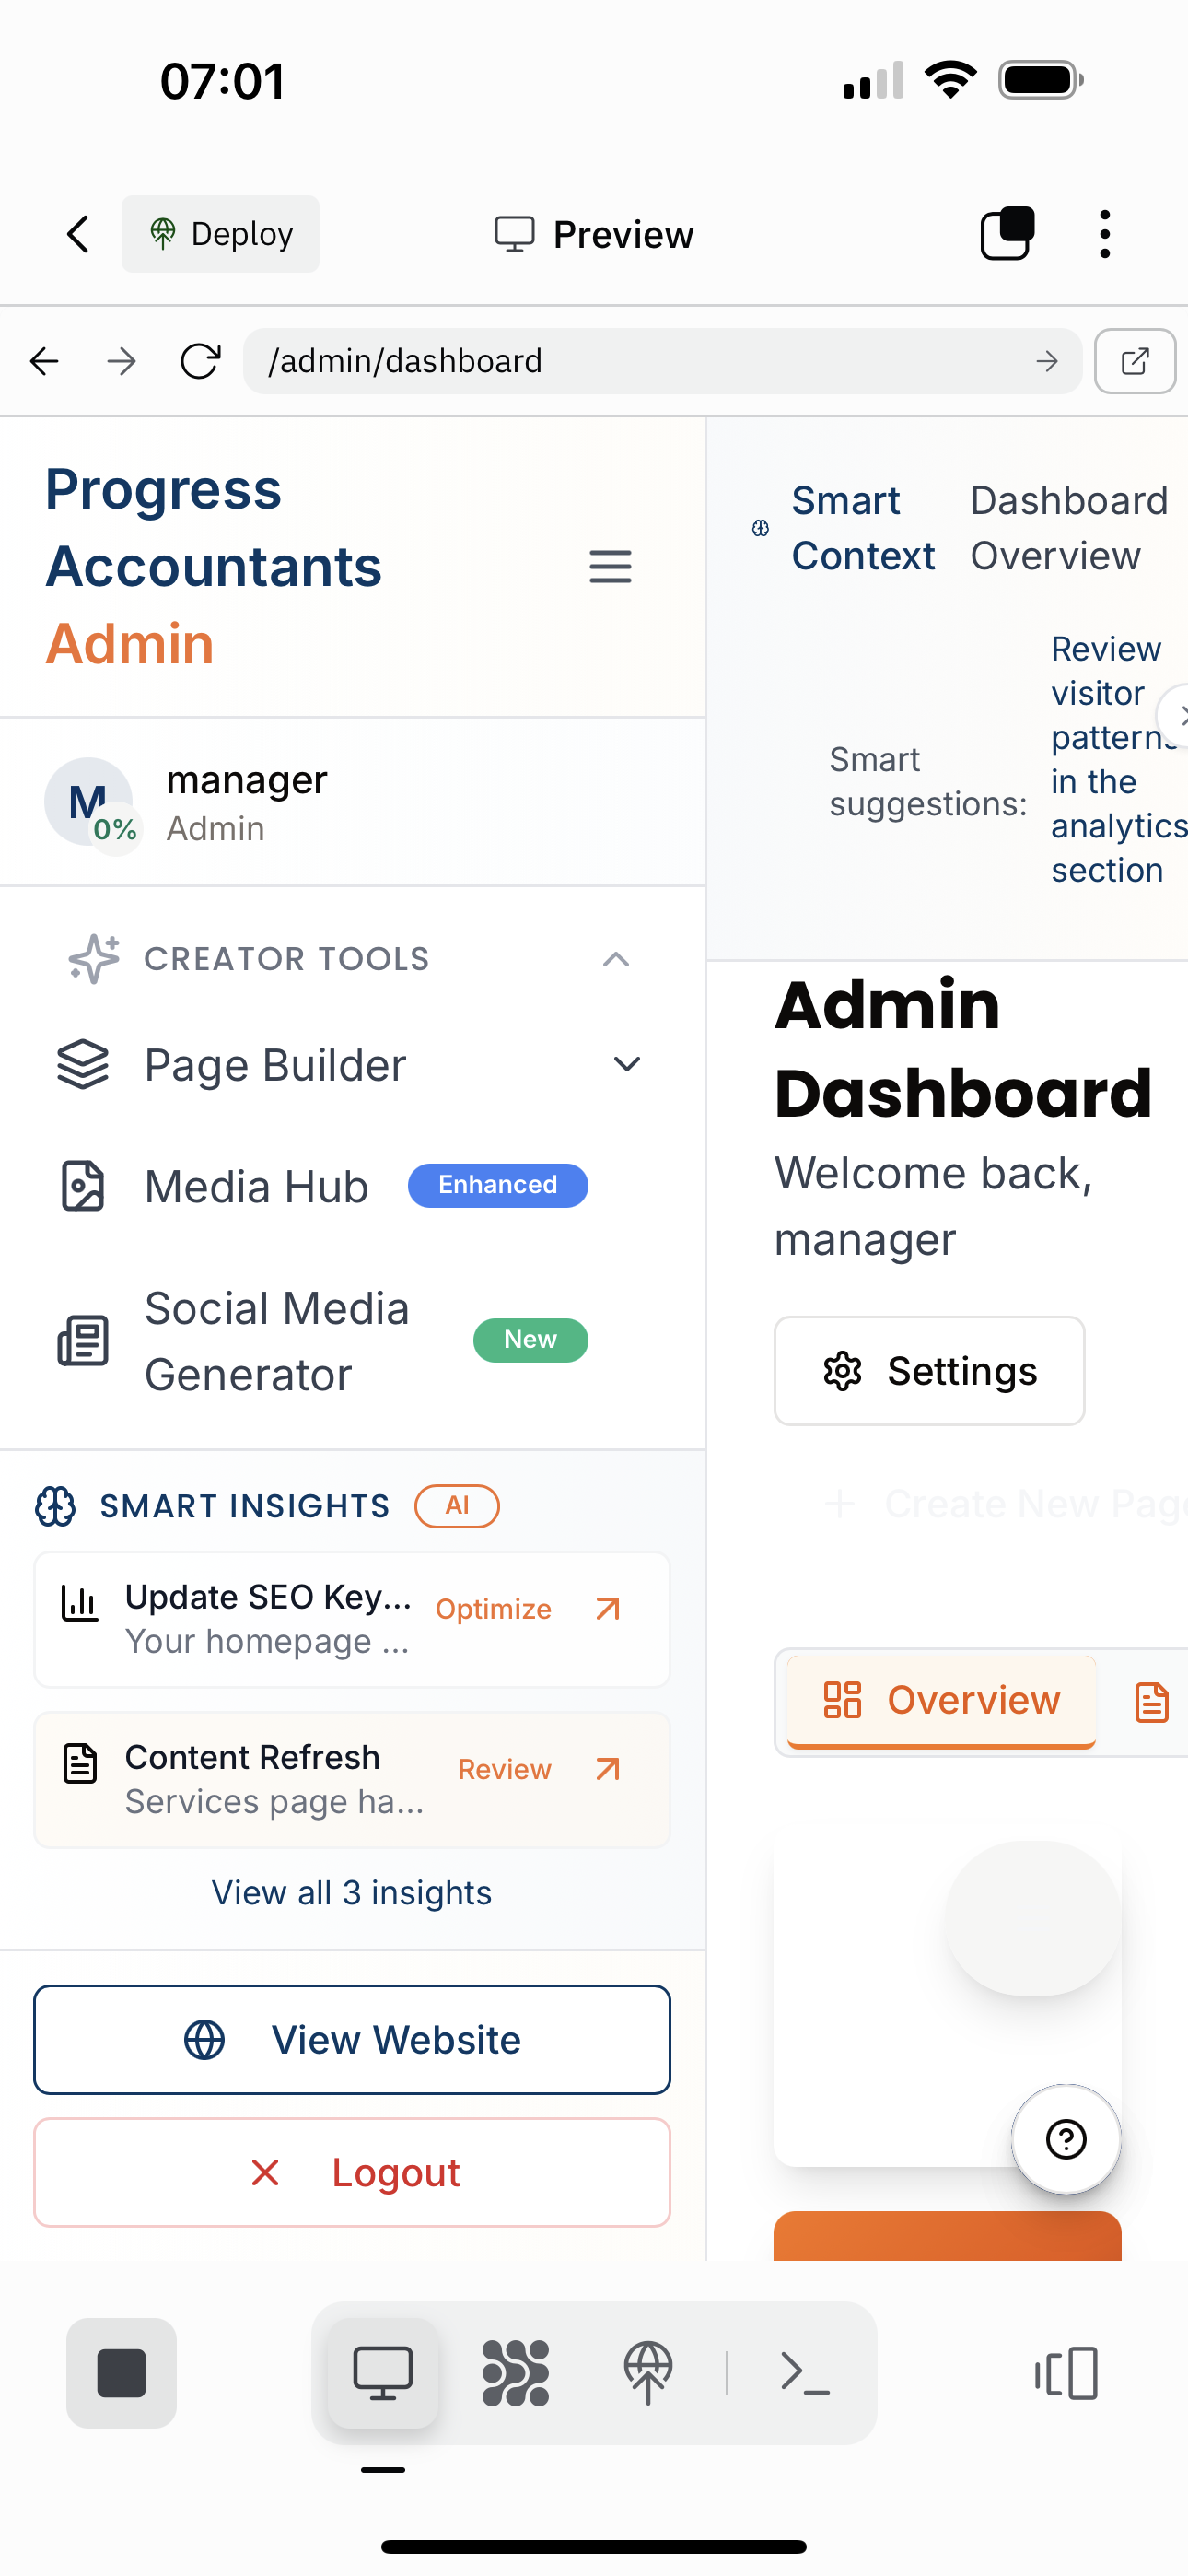 07:01
Deploy
Preview
/admin/dashboard
Progress
Accountants
Admin
M
0%
manager
Admin
CREATOR TOOLS
Page Builder
Media Hub
Enhanced
Social Media
Generator
New
SMART INSIGHTS
AI
Update SEO Key...
Your homepage ...
Optimize
Content Refresh
Services page ha...
Review
View all 3 insights
View Website
Logout
Smart
Context
Dashboard
Overview
Smart
suggestions:
Review
visitor
patterns
in the
analytics
section
Admin
Dashboard
Welcome back,
manager
Settings
Create New Page
Overview